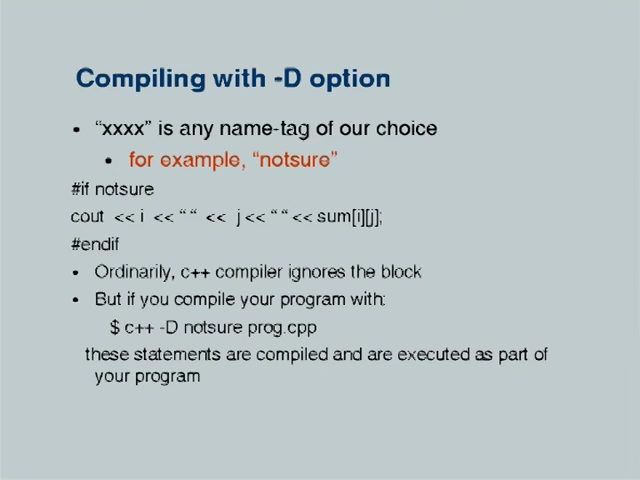 Compiling with -D option
• “xxxx” is any name-tag of our choice
• for example, “notsure”
#if notsure
cout << i << “ “ << j << “ “ << sum[i][j];
#endif
• Ordinarily, c++ compiler ignores the block
• But if you compile your program with:
$ c++ -D notsure prog.cpp
these statements are compiled and are executed as part of
your program